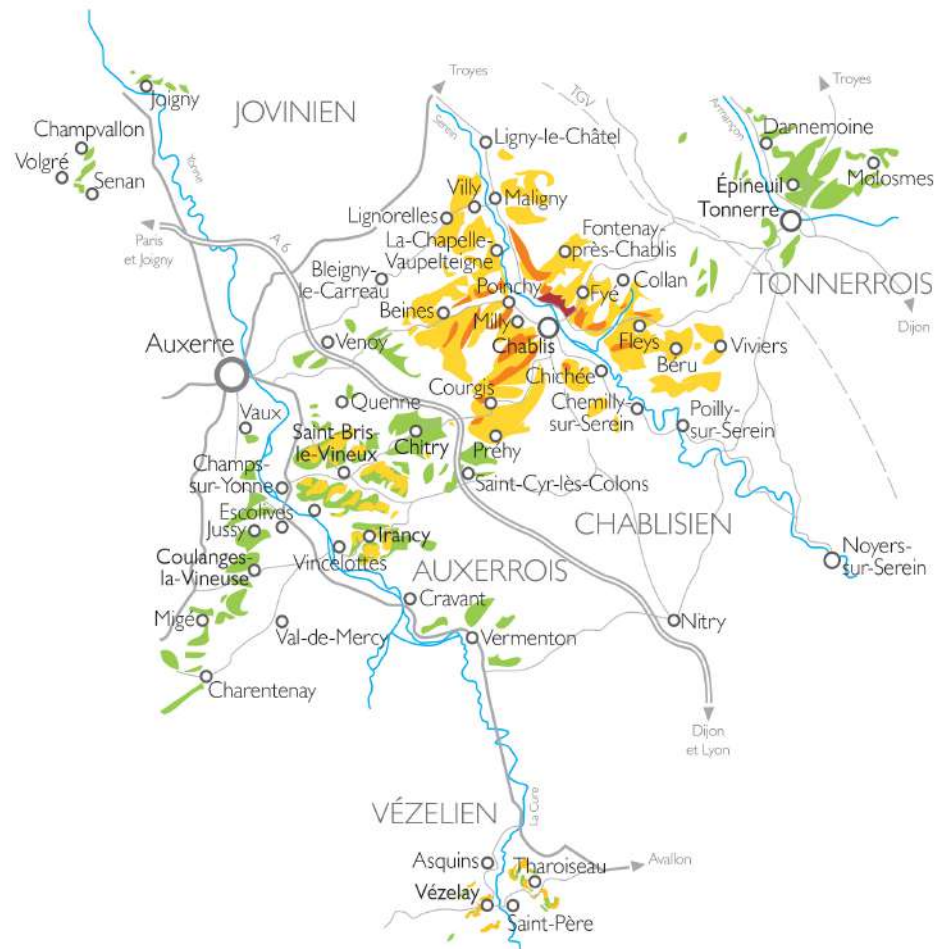 Troyes
Troyes
TGV
Joigny
JOVINIEN
Serein
Armançon
Dannemoine
Champvallon
Ligny-le-Châtel
Volgré
Yonne
Molosmes
Senan
Villy
Maligny
Épineuil
Lignorelles
Tonnerre
Fontenay-
près-Chablis
A 6
La-Chapelle-
Vaupelteigne
Paris
et Joigny
Bleigny-
le-Carreau
Collan
TONNERROIS
Poinchy
Fyé
Beines
Milly
Dijon
Auxerre
Venoy
Chablis
Fleys
Béru
Viviers
Chichée
Courgis
Quenne
Chemilly-
sur-Serein
Vaux
Poilly-
sur-Serein
Saint-Bris-
le-Vineux
Chitry
Préhy
Champs-
sur-Yonne
Saint-Cyr-lès-Colons
Escolives
CHABLISIEN
Jussy
Irancy
Vincelottes
Noyers-
sur-Serein
Coulanges-
la-Vineuse
AUXERROIS
Cravant
Migé
Val-de-Mercy
Vermenton
Nitry
Charentenay
Dijon
et Lyon
VÉZELIEN
La Cure
Asquins
Tharoiseau
Avallon
Vézelay
Saint-Père